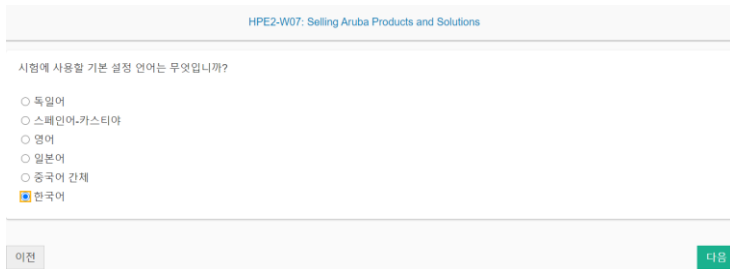 HPE2-W07: Selling Aruba Products and Solutions
시험에 사용할 기본 설정 언어는 무엇입니까?
독일어
스페인어-카스티야
영어
일본어
중국어 간체
한국어
이전
다음